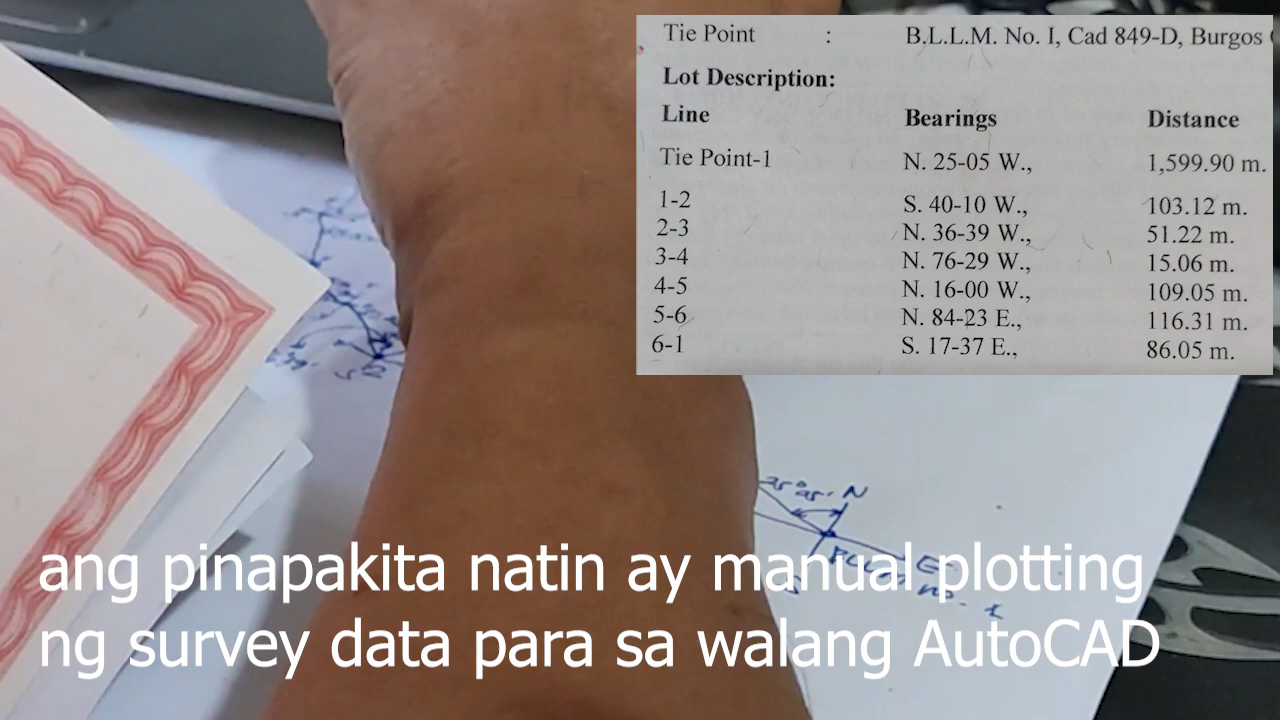 Tie Point : B.L.L.M. No. I, Cad 849-D, Burgos
Lot Description:
Line Bearings Distance
Tie Point-1 N. 25-05 W., 1,599.90 m.
1-2 S. 40-10 W., 103.12 m.
2-3 N. 36-39 W., 51.22 m.
3-4 N. 76-29 W., 15.06 m.
4-5 N. 16-00 W., 109.05 m.
5-6 N. 84-23 E., 116.31 m.
6-1 S. 17-37 E., 86.05 m.
N
E
ang pinapakita natin ay manual plotting
ng survey data para sa walang AutoCAD